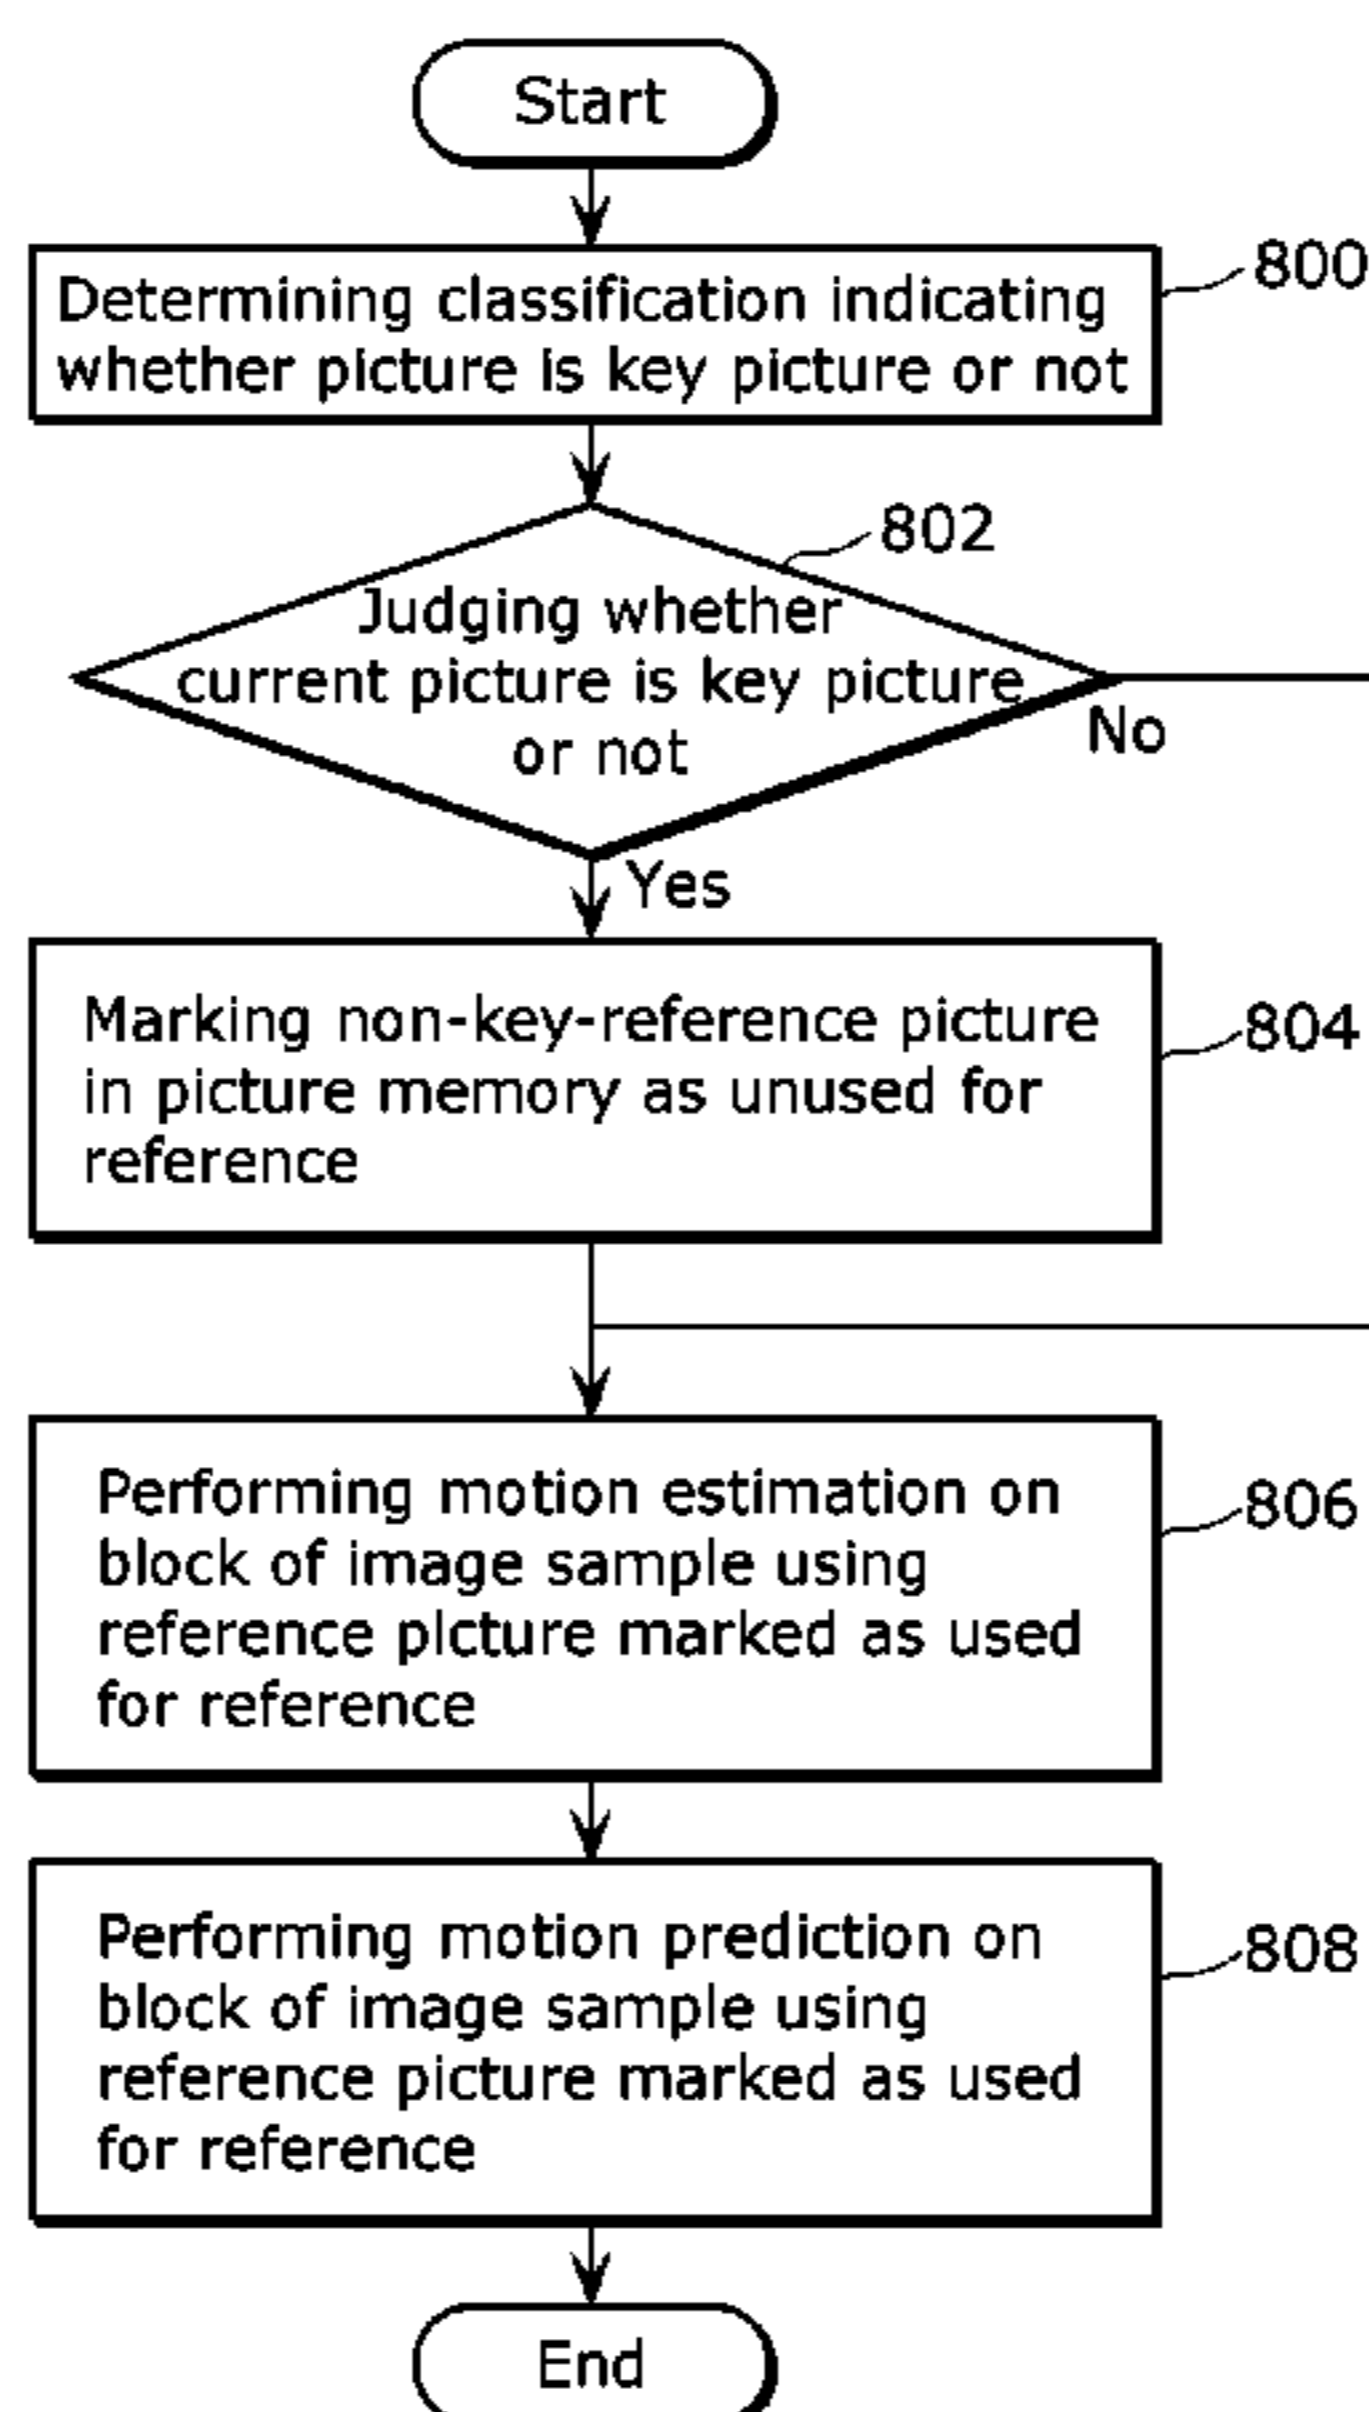 Start
800
Determining classification indicating
whether picture is key picture or not
802
Judging whether
current picture is key picture
or not
No
Yes
Marking non-key-reference picture
in picture memory as unused for
reference
804
Performing motion estimation on
block of image sample using
reference picture marked as used
for reference
806
Performing motion prediction on
block of image sample using
reference picture marked as used
for reference
808
End